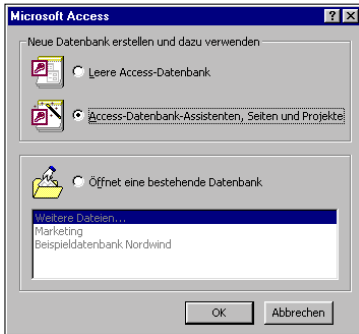 Microsoft Access
Neue Datenbank erstellen und dazu verwenden
Leere Access-Datenbank
Access-Datenbank-Assistenten, Seiten und Projekte
Öffnet eine bestehende Datenbank
Weitere Dateien...
Marketing
Beispieldatenbank Nordwind
OK
Abbrechen